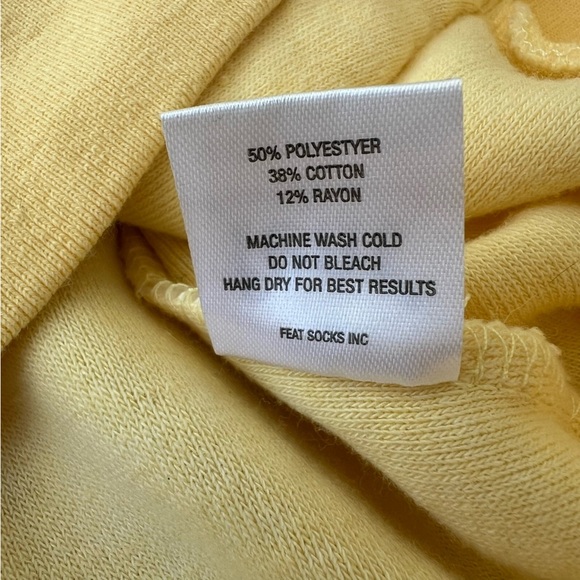 50% POLYESTYER
38% COTTON
12% RAYON
MACHINE WASH COLD
DO NOT BLEACH
HANG DRY FOR BEST RESULTS
FEAT SOCKS INC